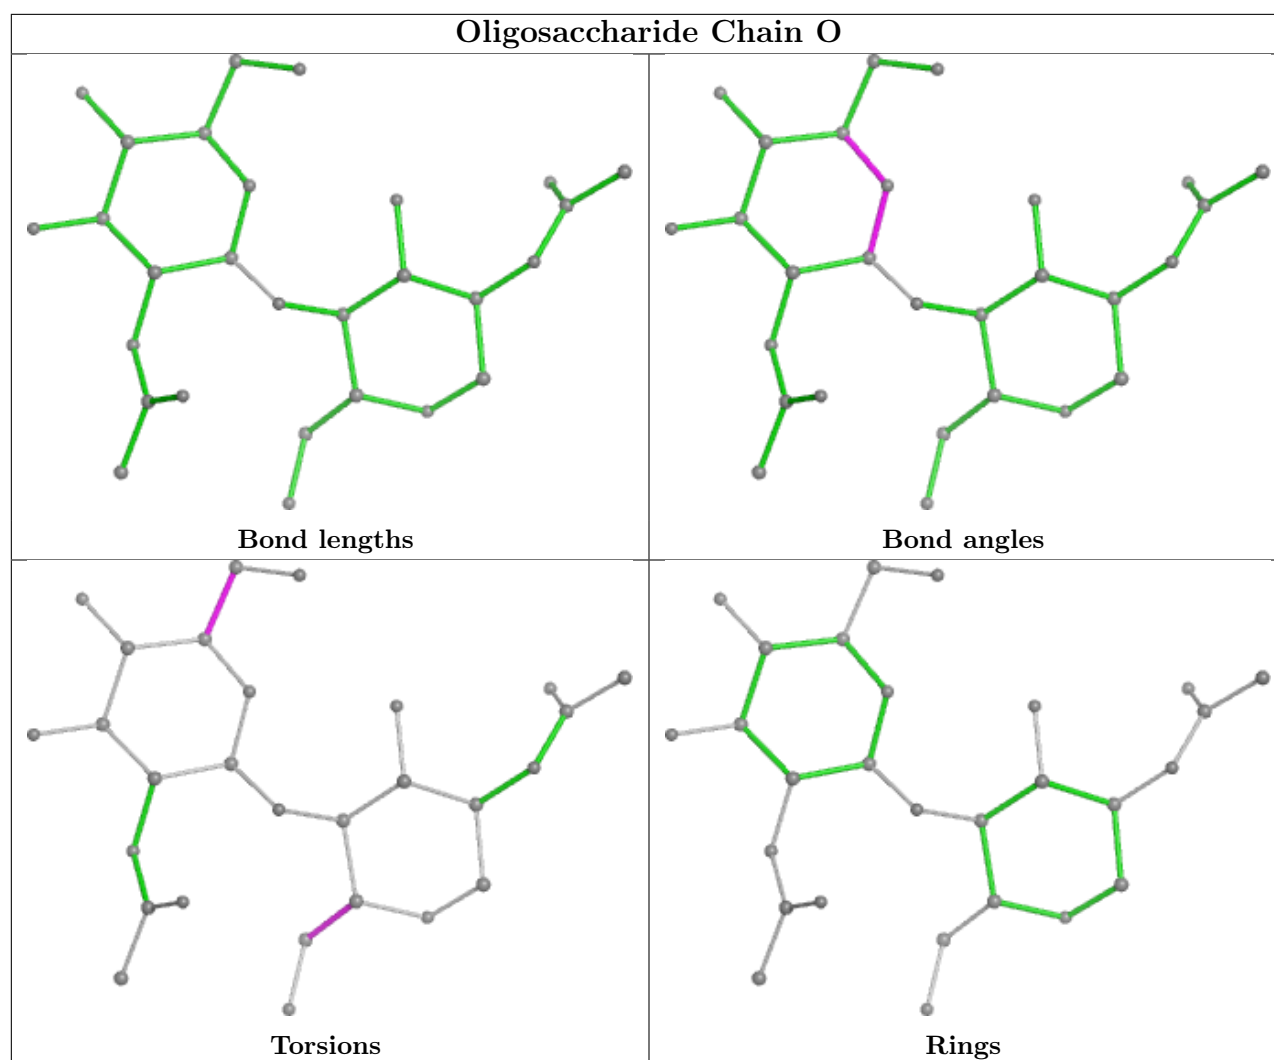 Oligosaccharide Chain O
Bond lengths
Bond angles
Torsions
Rings